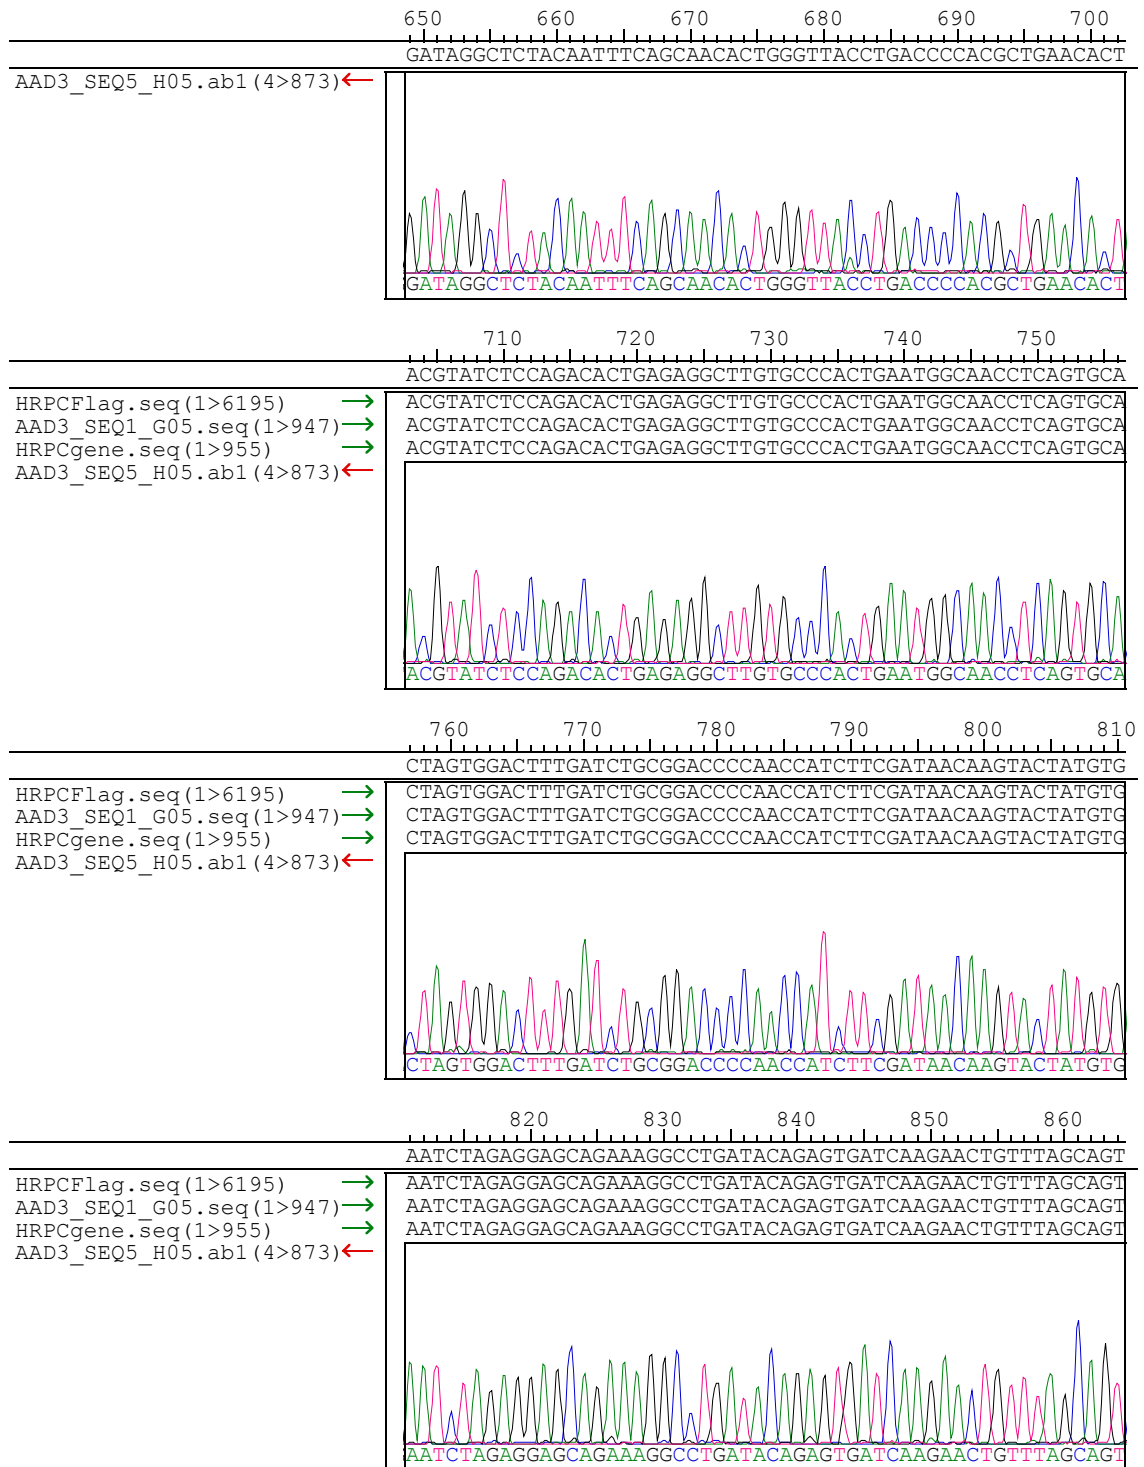 650 660 670 680 690 700
GATAGGCTCTACAATTTCAGCAACACTGGGTTACCTGACCCCACGCTGAACACT
AAD3_SEQ5_H05.ab1(4>873)←
GATAGGCTCTACAATTTCAGCAACACTGGGTTACCTGACCCCACGCTGAACACT
710 720 730 740 750
ACGTATCTCCAGACACTGAGAGGCTTGTGCCCACTGAATGGCAACCTCAGTGCA
HRPCFlag.seq(1>6195) → ACGTATCTCCAGACACTGAGAGGCTTGTGCCCACTGAATGGCAACCTCAGTGCA
AAD3_SEQ1_G05.seq(1>947)→ ACGTATCTCCAGACACTGAGAGGCTTGTGCCCACTGAATGGCAACCTCAGTGCA
HRPCgene.seq(1>955) → ACGTATCTCCAGACACTGAGAGGCTTGTGCCCACTGAATGGCAACCTCAGTGCA
AAD3_SEQ5_H05.ab1(4>873)←
ACGTATCTCCAGACACTGAGAGGCTTGTGCCCACTGAATGGCAACCTCAGTGCA
760 770 780 790 800 810
CTAGTGGACTTTGATCTGCGGACCCCAACCATCTTCGATAACAAGTACTATGTG
HRPCFlag.seq(1>6195) → CTAGTGGACTTTGATCTGCGGACCCCAACCATCTTCGATAACAAGTACTATGTG
AAD3_SEQ1_G05.seq(1>947)→ CTAGTGGACTTTGATCTGCGGACCCCAACCATCTTCGATAACAAGTACTATGTG
HRPCgene.seq(1>955) → CTAGTGGACTTTGATCTGCGGACCCCAACCATCTTCGATAACAAGTACTATGTG
AAD3_SEQ5_H05.ab1(4>873)←
CTAGTGGACTTTGATCTGCGGACCCCAACCATCTTCGATAACAAGTACTATGTG
820 830 840 850 860
AATCTAGAGGAGCAGAAAGGCCTGATACAGAGTGATCAAGAACTGTTTAGCAGT
HRPCFlag.seq(1>6195) → AATCTAGAGGAGCAGAAAGGCCTGATACAGAGTGATCAAGAACTGTTTAGCAGT
AAD3_SEQ1_G05.seq(1>947)→ AATCTAGAGGAGCAGAAAGGCCTGATACAGAGTGATCAAGAACTGTTTAGCAGT
HRPCgene.seq(1>955) → AATCTAGAGGAGCAGAAAGGCCTGATACAGAGTGATCAAGAACTGTTTAGCAGT
AAD3_SEQ5_H05.ab1(4>873)←
AATCTAGAGGAGCAGAAAGGCCTGATACAGAGTGATCAAGAACTGTTTAGCAGT